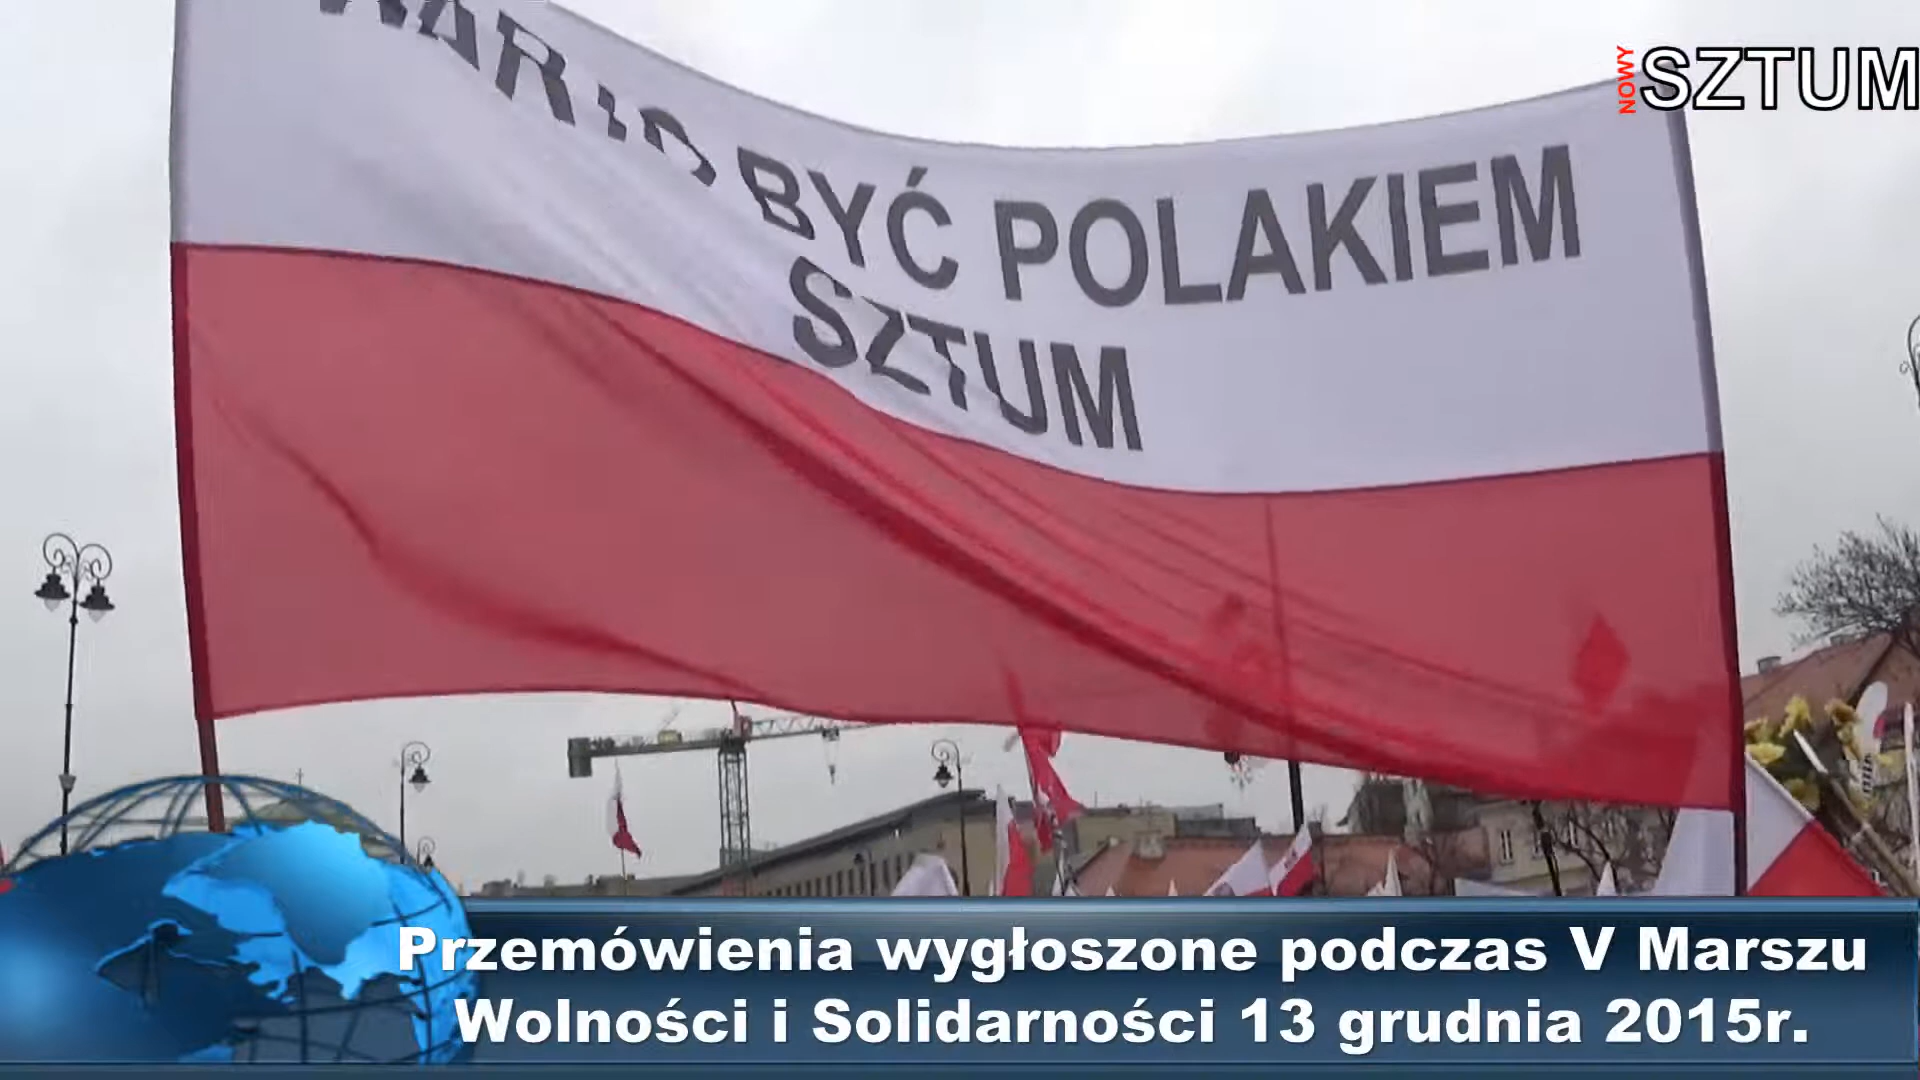 NOWY SZTUM
BYĆ POLAKIEM
SZTUM
Przemówienia wygłoszone podczas V Marszu
Wolności i Solidarności 13 grudnia 2015r.